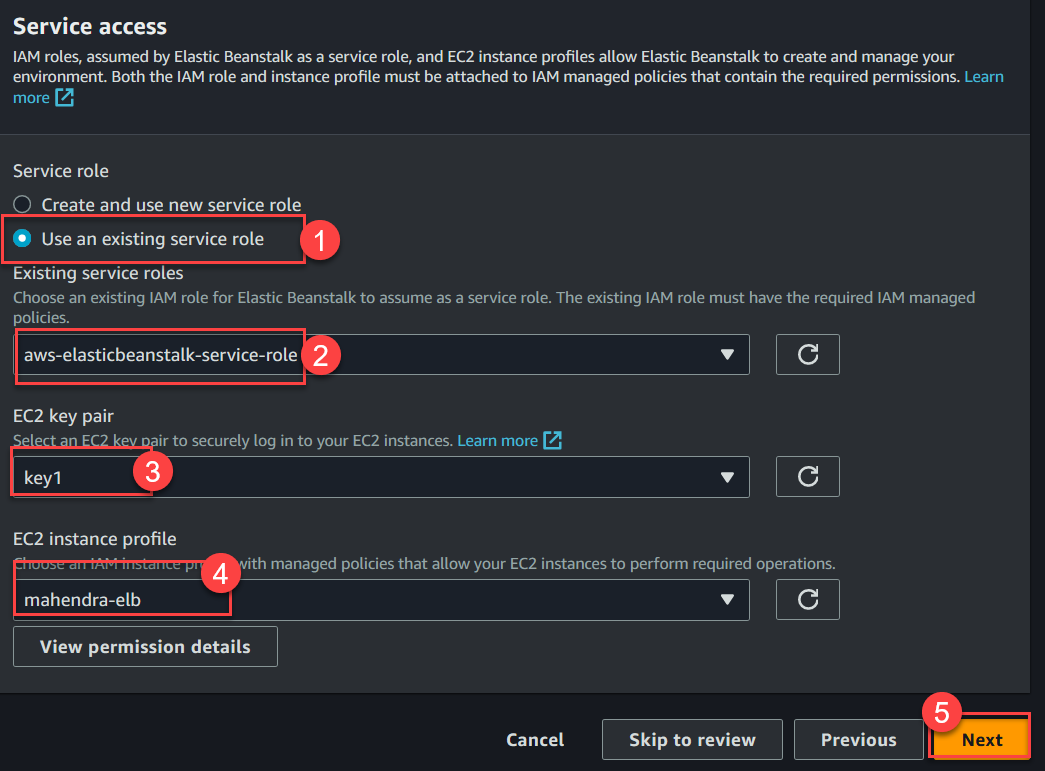 Service access
IAM roles, assumed by Elastic Beanstalk as a service role, and EC2 instance profiles allow Elastic Beanstalk to create and manage your
environment. Both the IAM role and instance profile must be attached to IAM managed policies that contain the required permissions. Learn
more
Service role
Create and use new service role
Use an existing service role
1
Existing service roles
Choose an existing IAM role for Elastic Beanstalk to assume as a service role. The existing IAM role must have the required IAM managed
policies.
aws-elasticbeanstalk-service-role
2
EC2 key pair
Select an EC2 key pair to securely log in to your EC2 instances. Learn more
key1
3
EC2 instance profile
Choose an IAM instance with managed policies that allow your EC2 instances to perform required operations.
4
mahendra-elb
View permission details
5
Cancel
Skip to review
Previous
Next